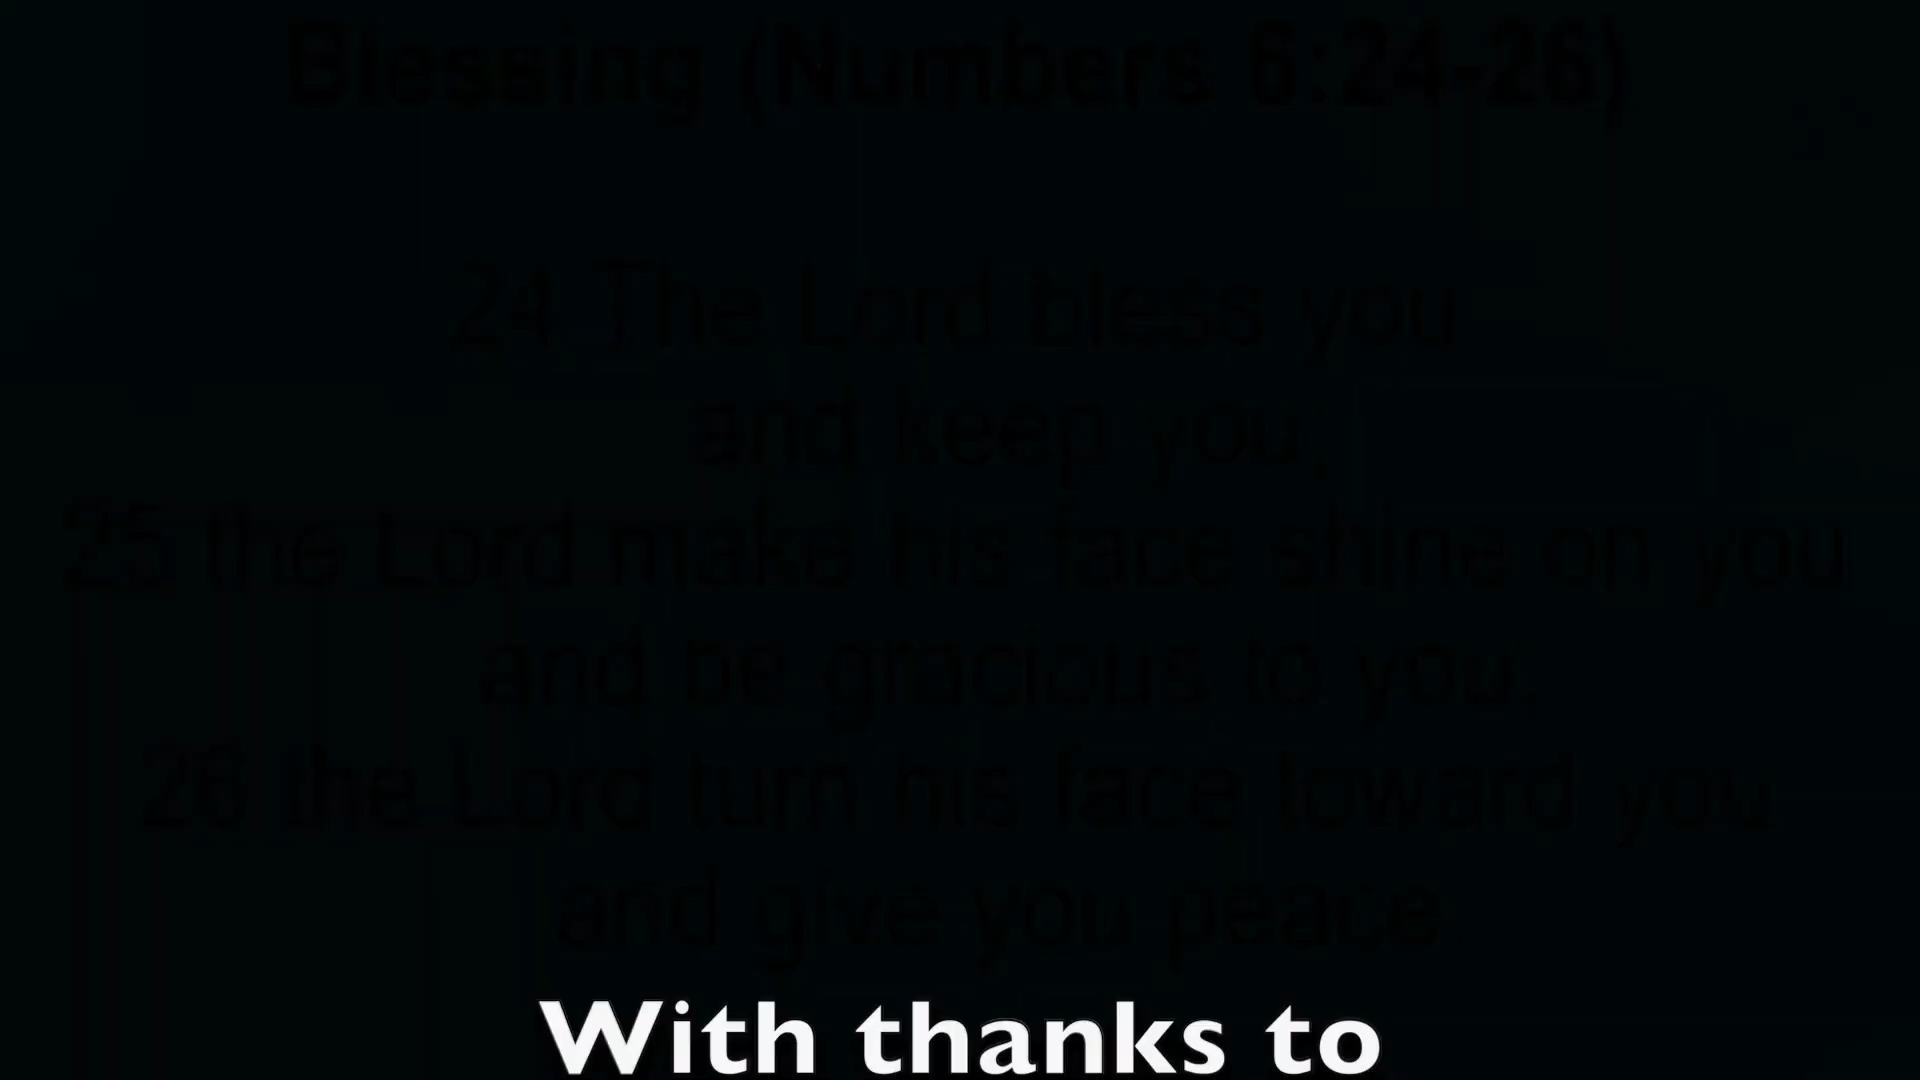 Blessing (Numbers 6:24-26)
24 The Lord bless you
and keep you;
25 the Lord make his face shine on you
and be gracious to you;
26 the Lord turn his face toward you
and give you peace.
With thanks to